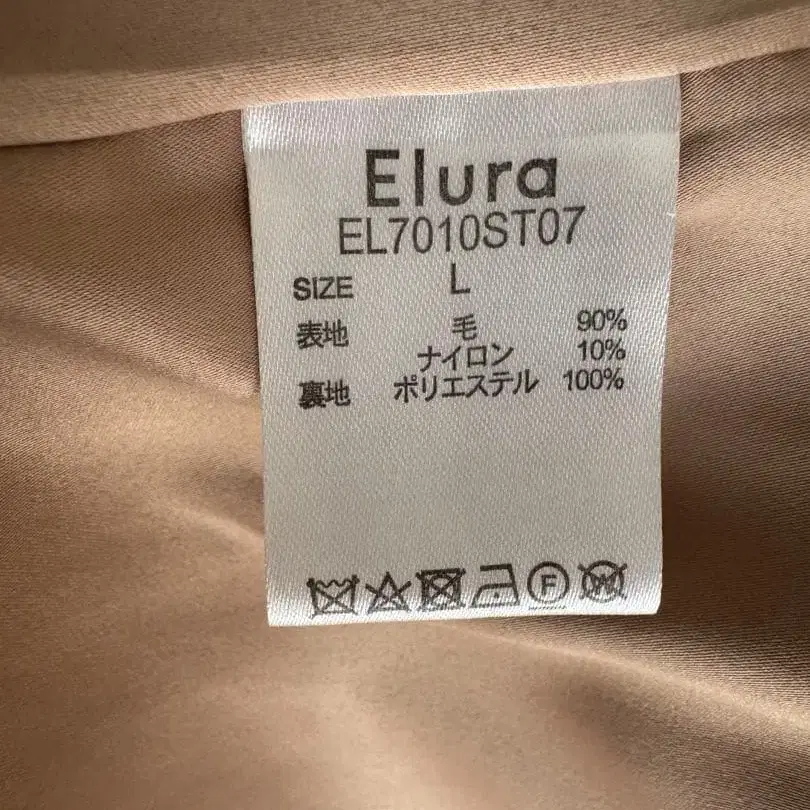 Elura
EL7010ST07
SIZE L
表地 毛 90%
ナイロン 10%
裏地 ポリエステル 100%
F
W